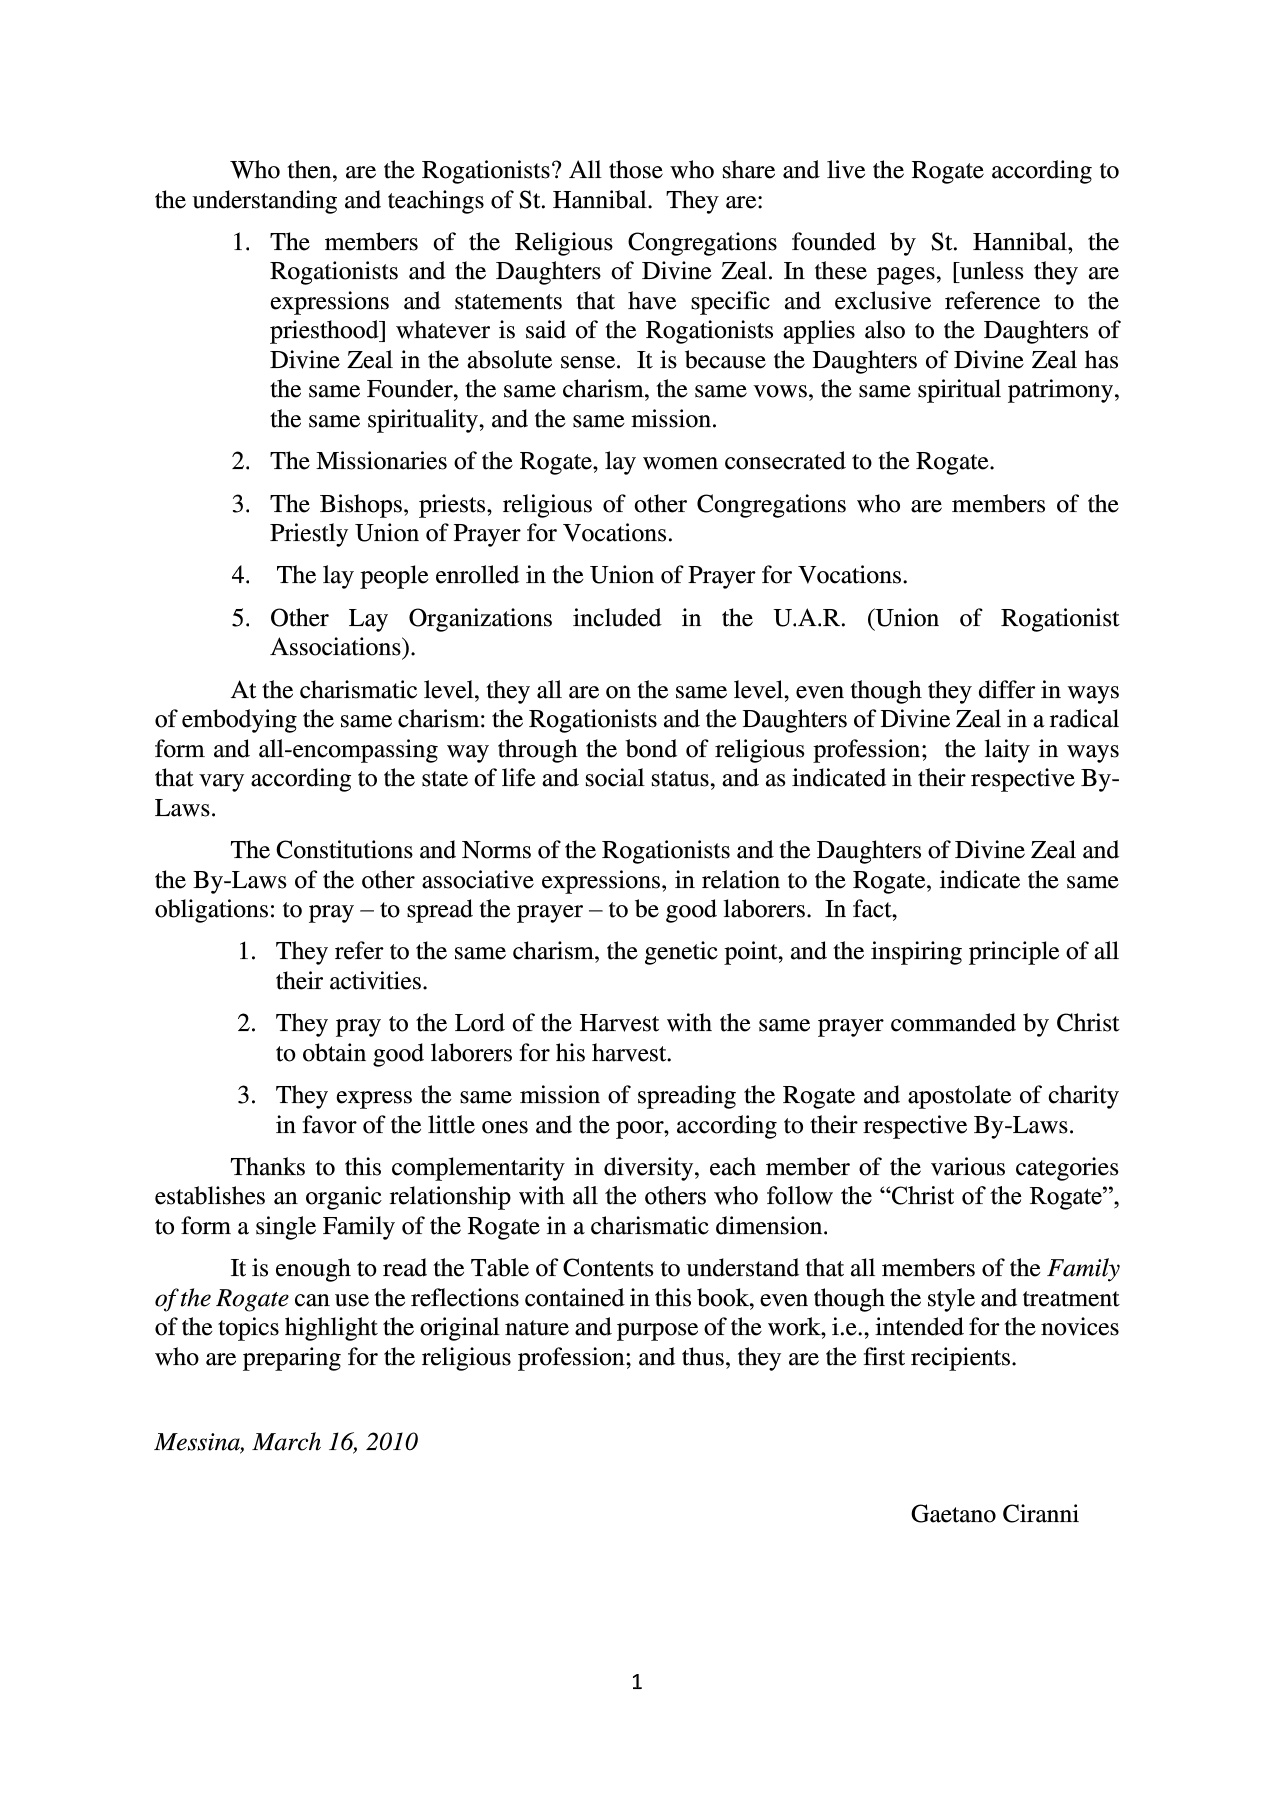 Who then, are the Rogationists? All those who share and live the Rogate according to
the understanding and teachings of St. Hannibal.  They are:
1. The members of the Religious Congregations founded by St. Hannibal, the
Rogationists and the Daughters of Divine Zeal. In these pages, [unless they are
expressions and statements that have specific and exclusive reference to the
priesthood] whatever is said of the Rogationists applies also to the Daughters of
Divine Zeal in the absolute sense.  It is because the Daughters of Divine Zeal has
the same Founder, the same charism, the same vows, the same spiritual patrimony,
the same spirituality, and the same mission.
2. The Missionaries of the Rogate, lay women consecrated to the Rogate.
3. The Bishops, priests, religious of other Congregations who are members of the
Priestly Union of Prayer for Vocations.
4. The lay people enrolled in the Union of Prayer for Vocations.
5. Other Lay Organizations included in the U.A.R. (Union of Rogationist
Associations).
At the charismatic level, they all are on the same level, even though they differ in ways
of embodying the same charism: the Rogationists and the Daughters of Divine Zeal in a radical
form and all-encompassing way through the bond of religious profession;  the laity in ways
that vary according to the state of life and social status, and as indicated in their respective By-
Laws.
The Constitutions and Norms of the Rogationists and the Daughters of Divine Zeal and
the By-Laws of the other associative expressions, in relation to the Rogate, indicate the same
obligations: to pray – to spread the prayer – to be good laborers.  In fact,
1. They refer to the same charism, the genetic point, and the inspiring principle of all
their activities.
2. They pray to the Lord of the Harvest with the same prayer commanded by Christ
to obtain good laborers for his harvest.
3. They express the same mission of spreading the Rogate and apostolate of charity
in favor of the little ones and the poor, according to their respective By-Laws.
Thanks to this complementarity in diversity, each member of the various categories
establishes an organic relationship with all the others who follow the “Christ of the Rogate”,
to form a single Family of the Rogate in a charismatic dimension.
It is enough to read the Table of Contents to understand that all members of the Family
of the Rogate can use the reflections contained in this book, even though the style and treatment
of the topics highlight the original nature and purpose of the work, i.e., intended for the novices
who are preparing for the religious profession; and thus, they are the first recipients.
Messina, March 16, 2010
Gaetano Ciranni
1